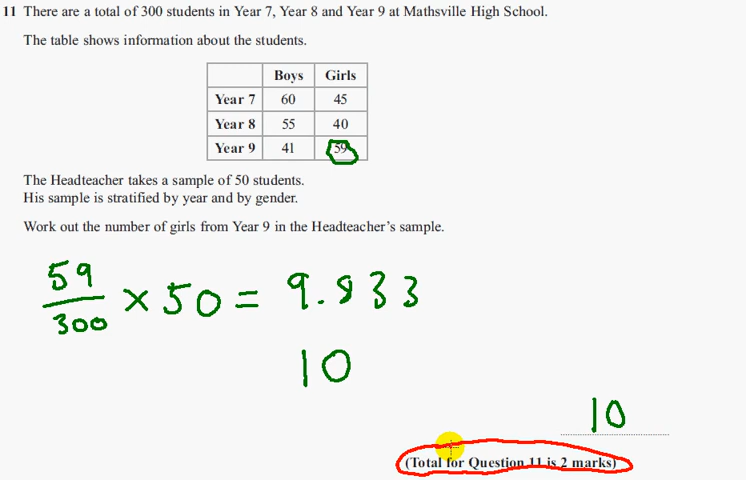 11 There are a total of 300 students in Year 7, Year 8 and Year 9 at Mathsville High School.
The table shows information about the students.
Boys Girls
Year 7 60 45
Year 8 55 40
Year 9 41 59
The Headteacher takes a sample of 50 students.
His sample is stratified by year and by gender.
Work out the number of girls from Year 9 in the Headteacher's sample.
59/300 × 50 = 9.833
10
10
(Total for Question 11 is 2 marks)